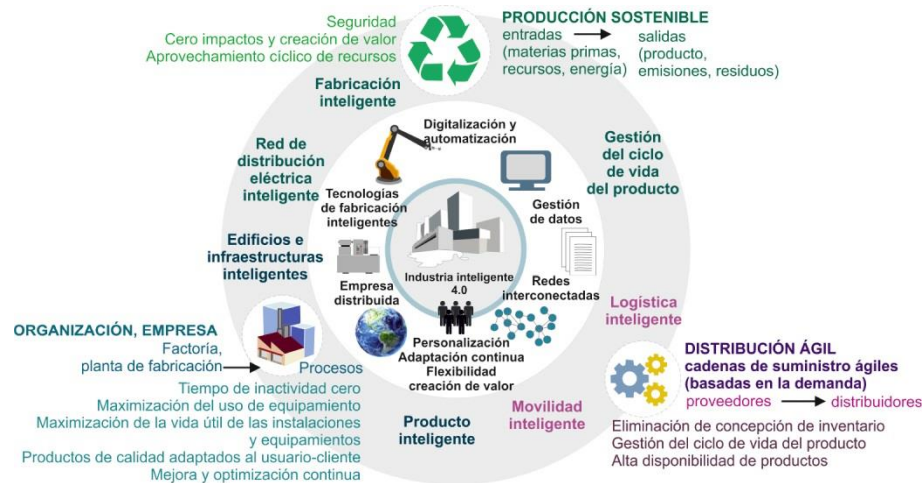 Seguridad
Cero impactos y creación de valor
Aprovechamiento cíclico de recursos
PRODUCCIÓN SOSTENIBLE
entradas
(materias primas,
recursos, energía)
salidas
(producto,
emisiones, residuos)
Fabricación
inteligente
Red de
distribución
eléctrica
inteligente
Edificios e
infraestructuras
inteligentes
Gestión
del ciclo
de vida
del producto
Digitalización y
automatización
Tecnologías
de fabricación
inteligentes
Gestión
de datos
Industria inteligente
4.0
Empresa
distribuida
Redes
interconectadas
Personalización
Adaptación continua
Flexibilidad
creación de valor
Logística
inteligente
Movilidad
inteligente
Producto
inteligente
ORGANIZACIÓN, EMPRESA
Factoría,
planta de fabricación
Procesos
Tiempo de inactividad cero
Maximización del uso de equipamiento
Maximización de la vida útil de las instalaciones
y equipamientos
Productos de calidad adaptados al usuario-cliente
Mejora y optimización continua
DISTRIBUCIÓN ÁGIL
cadenas de suministro ágiles
(basadas en la demanda)
proveedores
distribuidores
Eliminación de concepción de inventario
Gestión del ciclo de vida del producto
Alta disponibilidad de productos